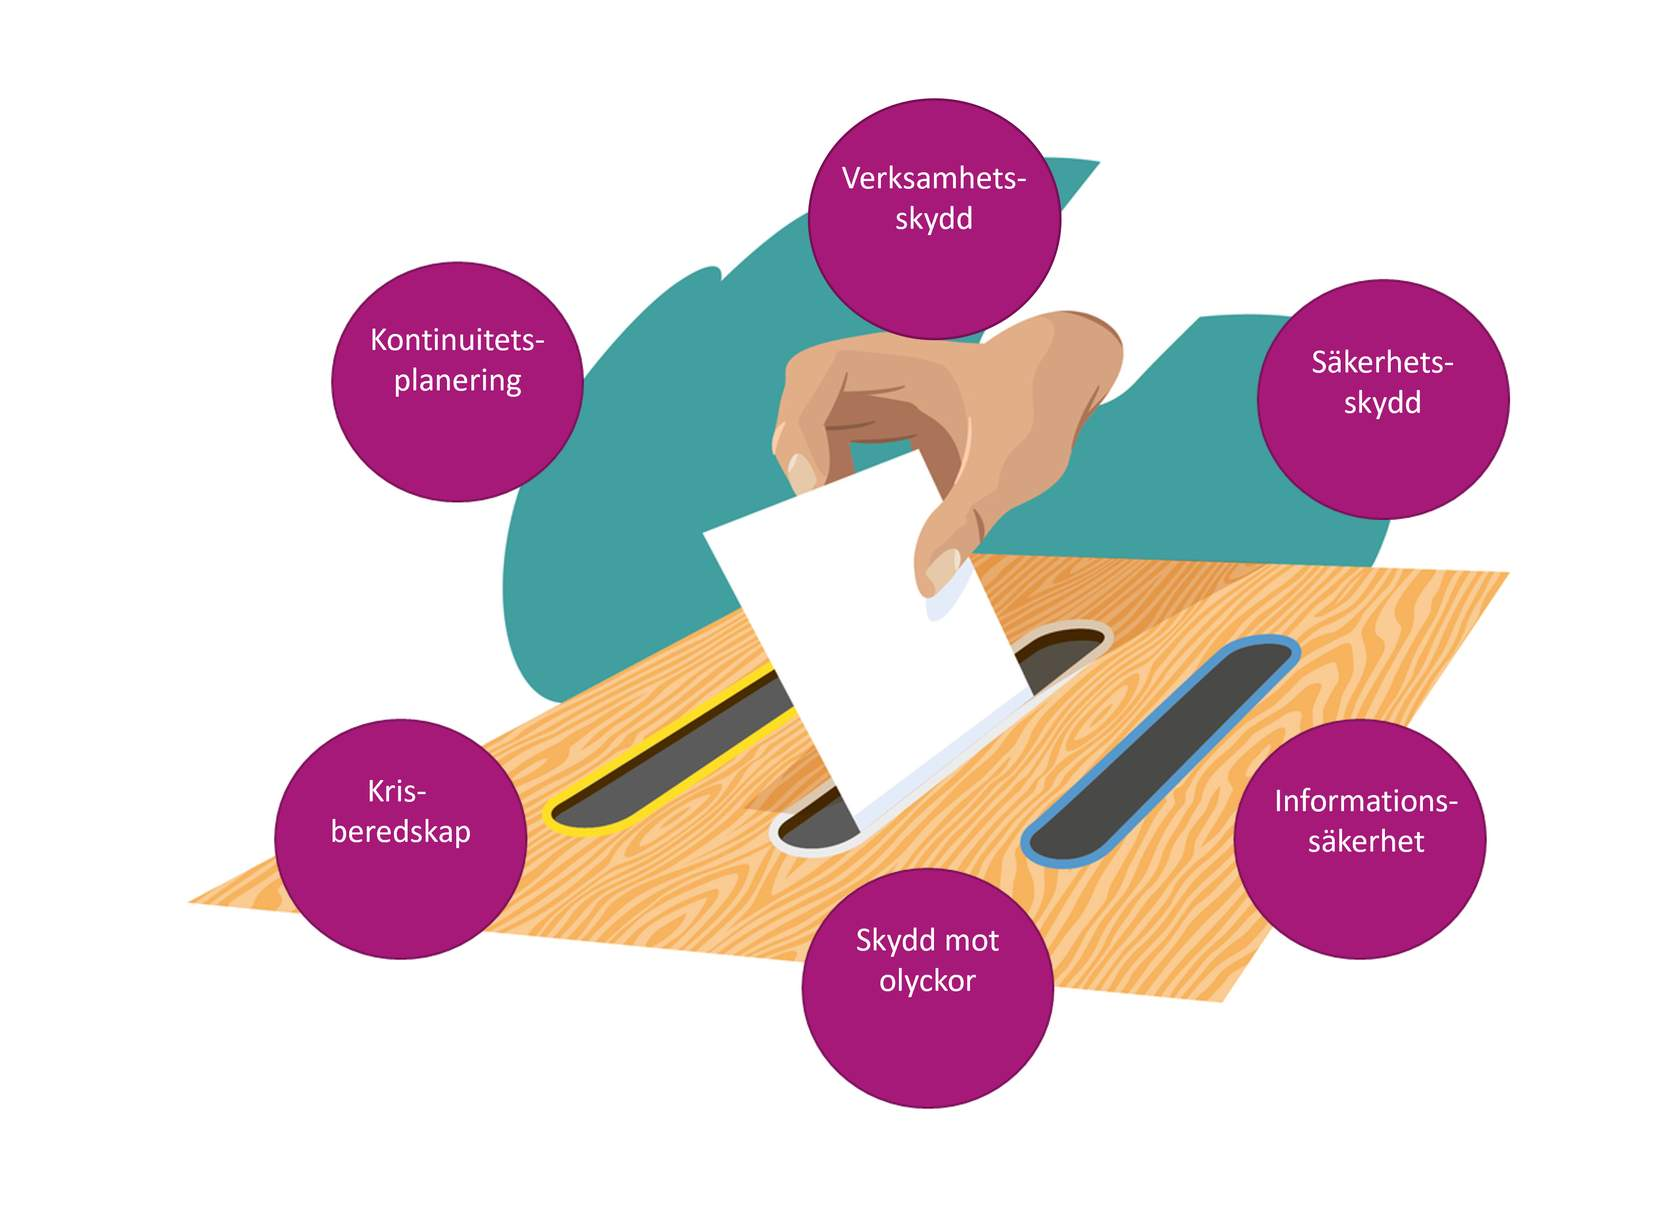 Verksamhets-
skydd
Kontinuitets-
planering
Säkerhets-
skydd
Kris-
beredskap
Informations-
säkerhet
Skydd mot
olyckor